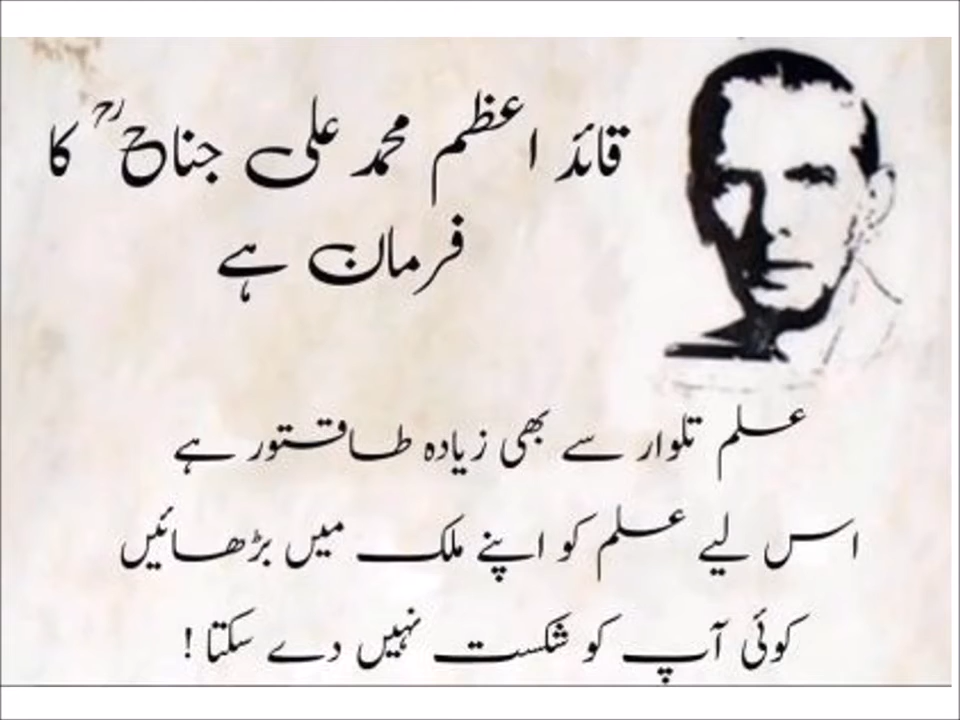 قائد اعظم محمد علی جناحؒ کا
فرمان ہے
علم تلوار سے بھی زیادہ طاقتور ہے
اس لیے علم کو اپنے ملک میں بڑھائیں
کوئی آپ کو شکست نہیں دے سکتا !